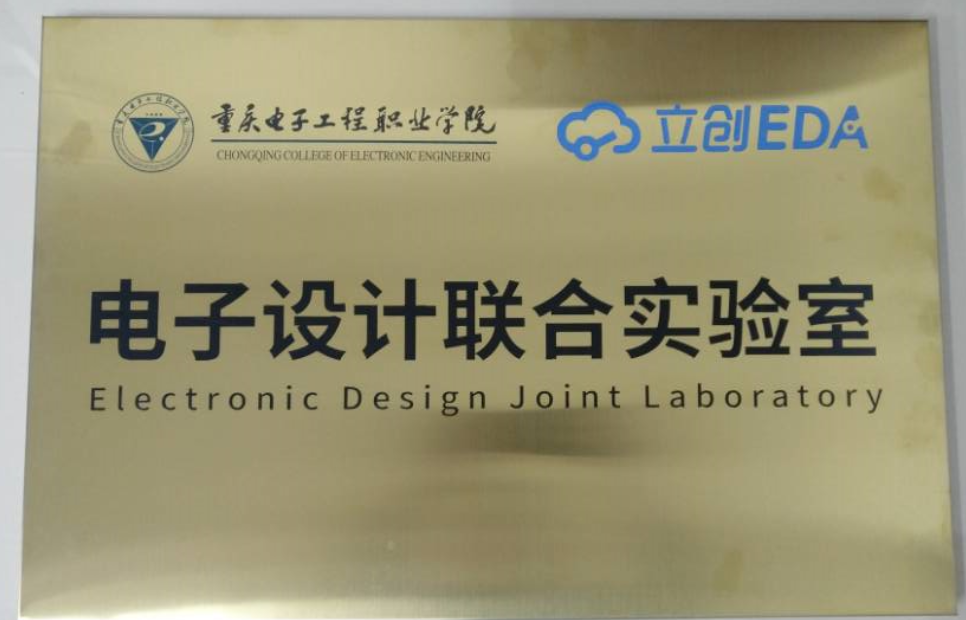 重庆电子工程职业学院
CHONGQING COLLEGE OF ELECTRONIC ENGINEERING
立创EDA
电子设计联合实验室
Electronic Design Joint Laboratory